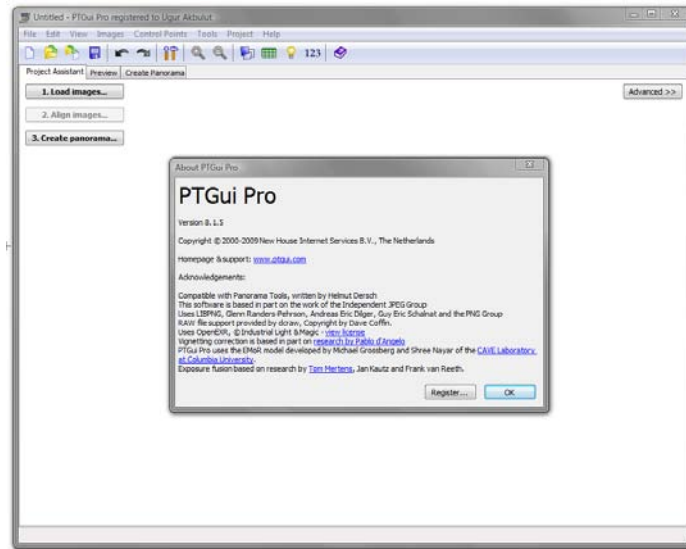 Untitled - PTGui Pro registered to Ugur Akbulut
File Edit View Images Control Points Tools Project Help
123
Project Assistant Preview Create Panorama
1. Load images...
Advanced >>
2. Align images...
3. Create panorama...
About PTGui Pro
PTGui Pro
Version 8.1.5
Copyright © 2000-2009 New House Internet Services B.V., The Netherlands
Homepage & support: www.ptgui.com
Acknowledgements:
Compatible with Panorama Tools, written by Helmut Dersch
This software is based in part on the work of the Independent JPEG Group
Uses LIBPNG, Glenn Randers-Pehrson, Andreas Eric Dilger, Guy Eric Schalnat and the PNG Group
RAW file support provided by dcraw, Copyright by Dave Coffin.
Uses OpenEXR, © Industrial Light & Magic - view license
Vignetting correction is based in part on research by Pablo d'Angelo
PTGui Pro uses the EMoR model developed by Michael Grossberg and Shree Nayar of the CAVE Laboratory
at Columbia University.
Exposure fusion based on research by Tom Mertens, Jan Kautz and Frank van Reeth.
Register... OK